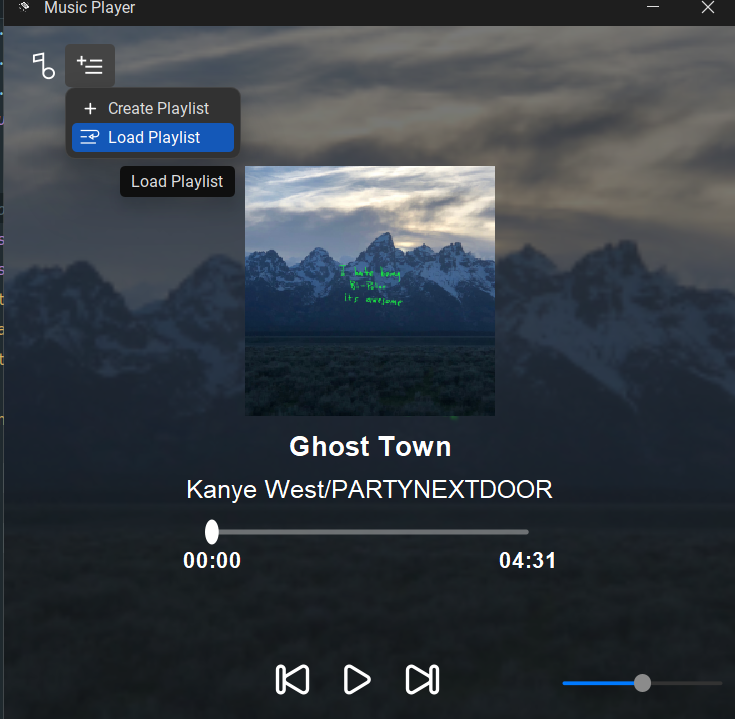 Music Player
Create Playlist
Load Playlist
Load Playlist
I hate being
Bi-Polar
its awesome
Ghost Town
Kanye West/PARTYNEXTDOOR
00:00
04:31